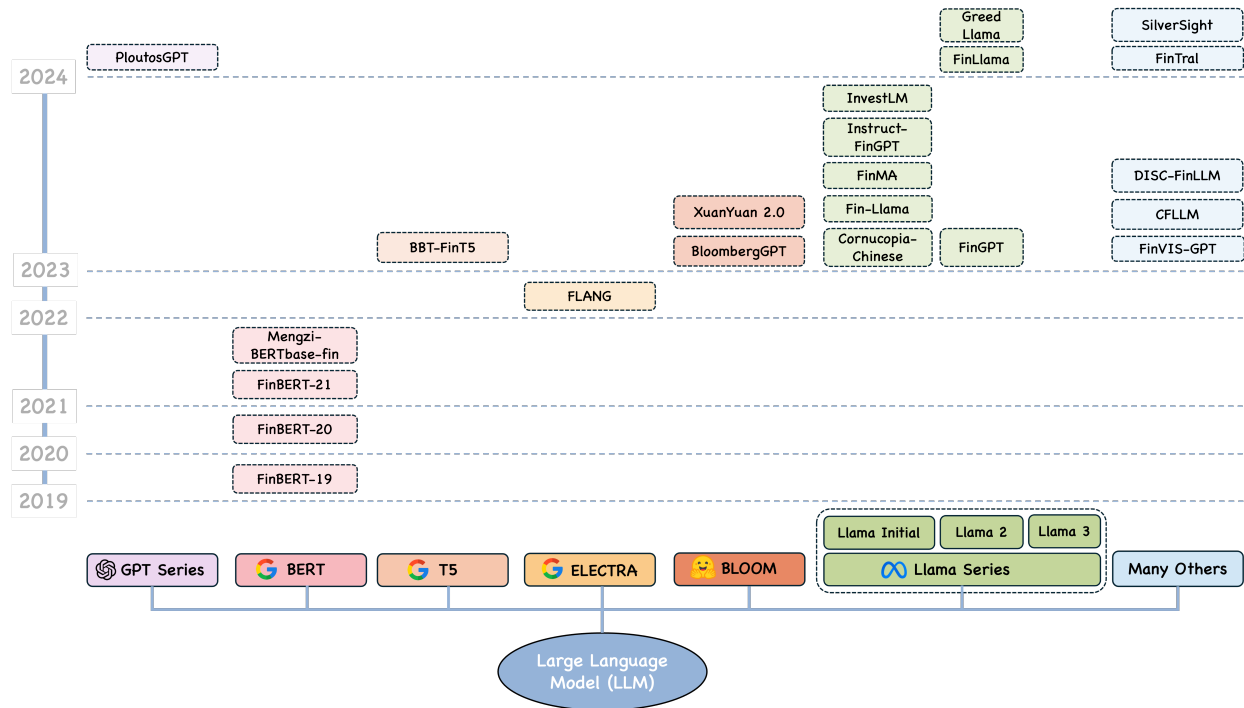 Greed
Llama
SilverSight
PloutosGPT
FinLlama
FinTral
2024
InvestLM
Instruct-
FinGPT
FinMA
DISC-FinLLM
XuanYuan 2.0
Fin-Llama
CFLLM
BBT-FinT5
BloombergGPT
Cornucopia-
Chinese
FinGPT
FinVIS-GPT
2023
FLANG
2022
Mengzi-
BERTbase-fin
FinBERT-21
2021
FinBERT-20
2020
FinBERT-19
2019
Llama Initial
Llama 2
Llama 3
GPT Series
BERT
T5
ELECTRA
BLOOM
Llama Series
Many Others
Large Language
Model (LLM)